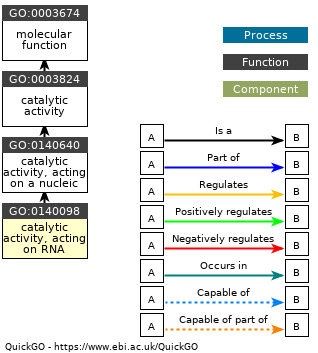 GO:0003674
molecular
function
GO:0003824
catalytic
activity
GO:0140640
catalytic
activity, acting
on a nucleic
GO:0140098
catalytic
activity, acting
on RNA
Process
Function
Component
A Is a B
A Part of B
A Regulates B
A Positively regulates B
A Negatively regulates B
A Occurs in B
A Capable of B
A Capable of part of B
QuickGO - https://www.ebi.ac.uk/QuickGO